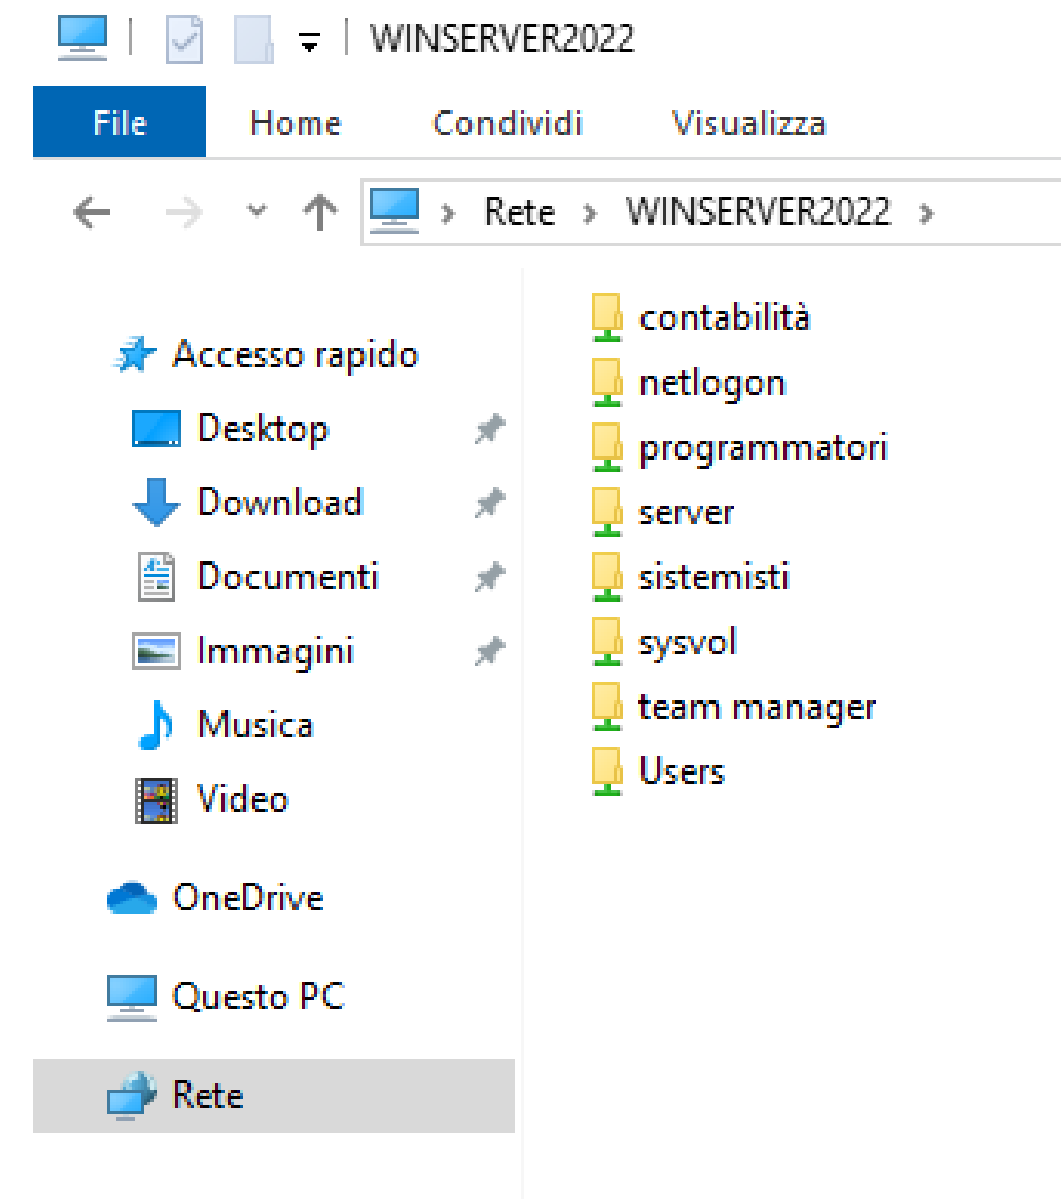 WINSERVER2022
File Home Condividi Visualizza
Rete WINSERVER2022
Accesso rapido
Desktop
Download
Documenti
Immagini
Musica
Video
OneDrive
Questo PC
Rete
contabilità
netlogon
programmatori
server
sistemisti
sysvol
team manager
Users